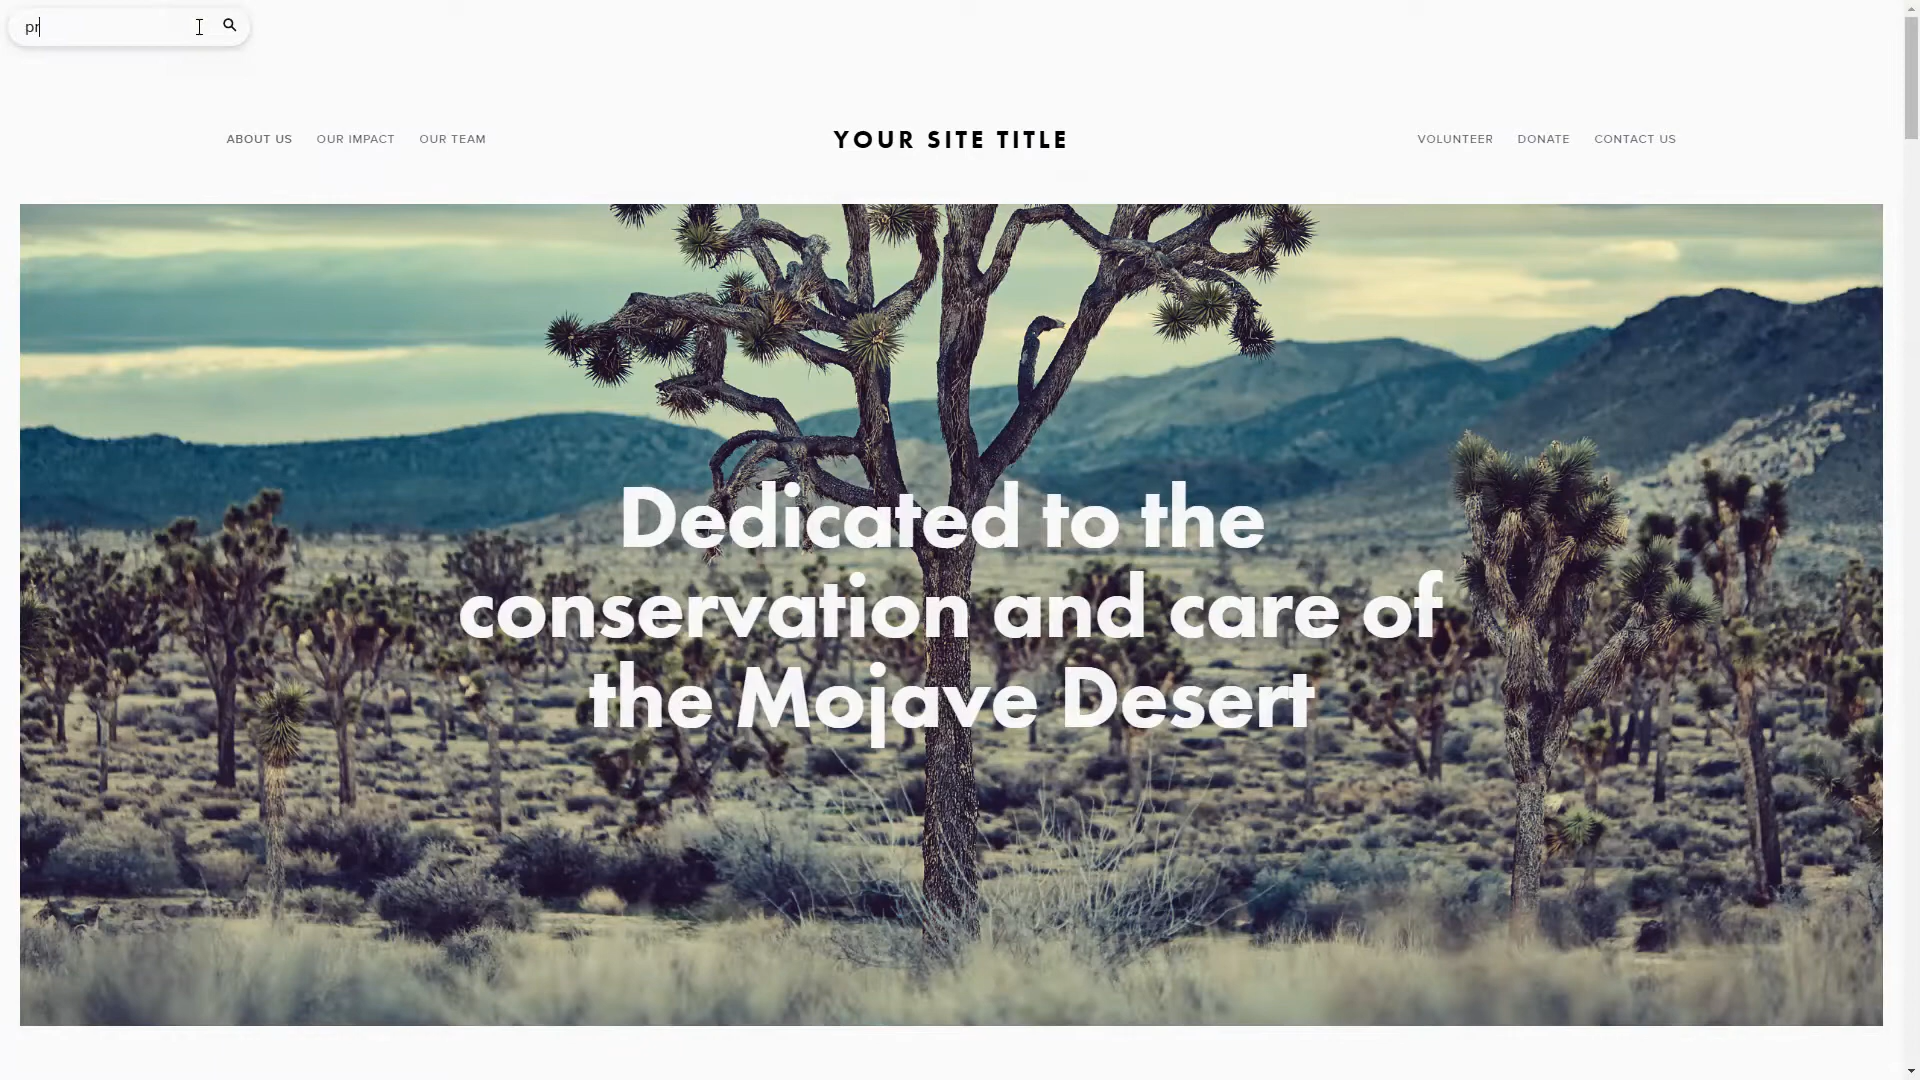 pr
ABOUT US OUR IMPACT OUR TEAM
YOUR SITE TITLE
VOLUNTEER DONATE CONTACT US
Dedicated to the
conservation and care of
the Mojave Desert